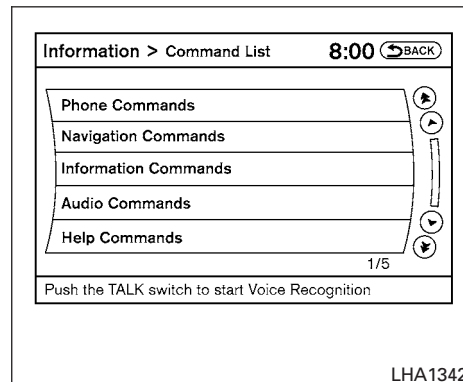 Information > Command List 8:00 BACK
Phone Commands
Navigation Commands
Information Commands
Audio Commands
Help Commands
1/5
Push the TALK switch to start Voice Recognition
LHA1342